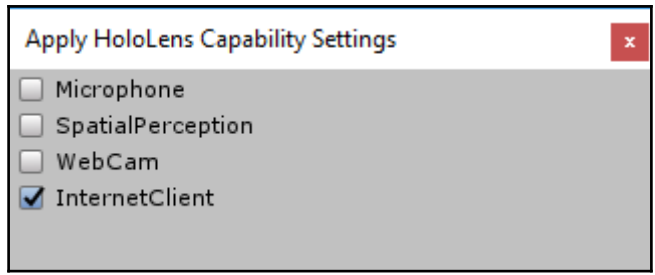 Apply HoloLens Capability Settings
x
Microphone
SpatialPerception
WebCam
InternetClient